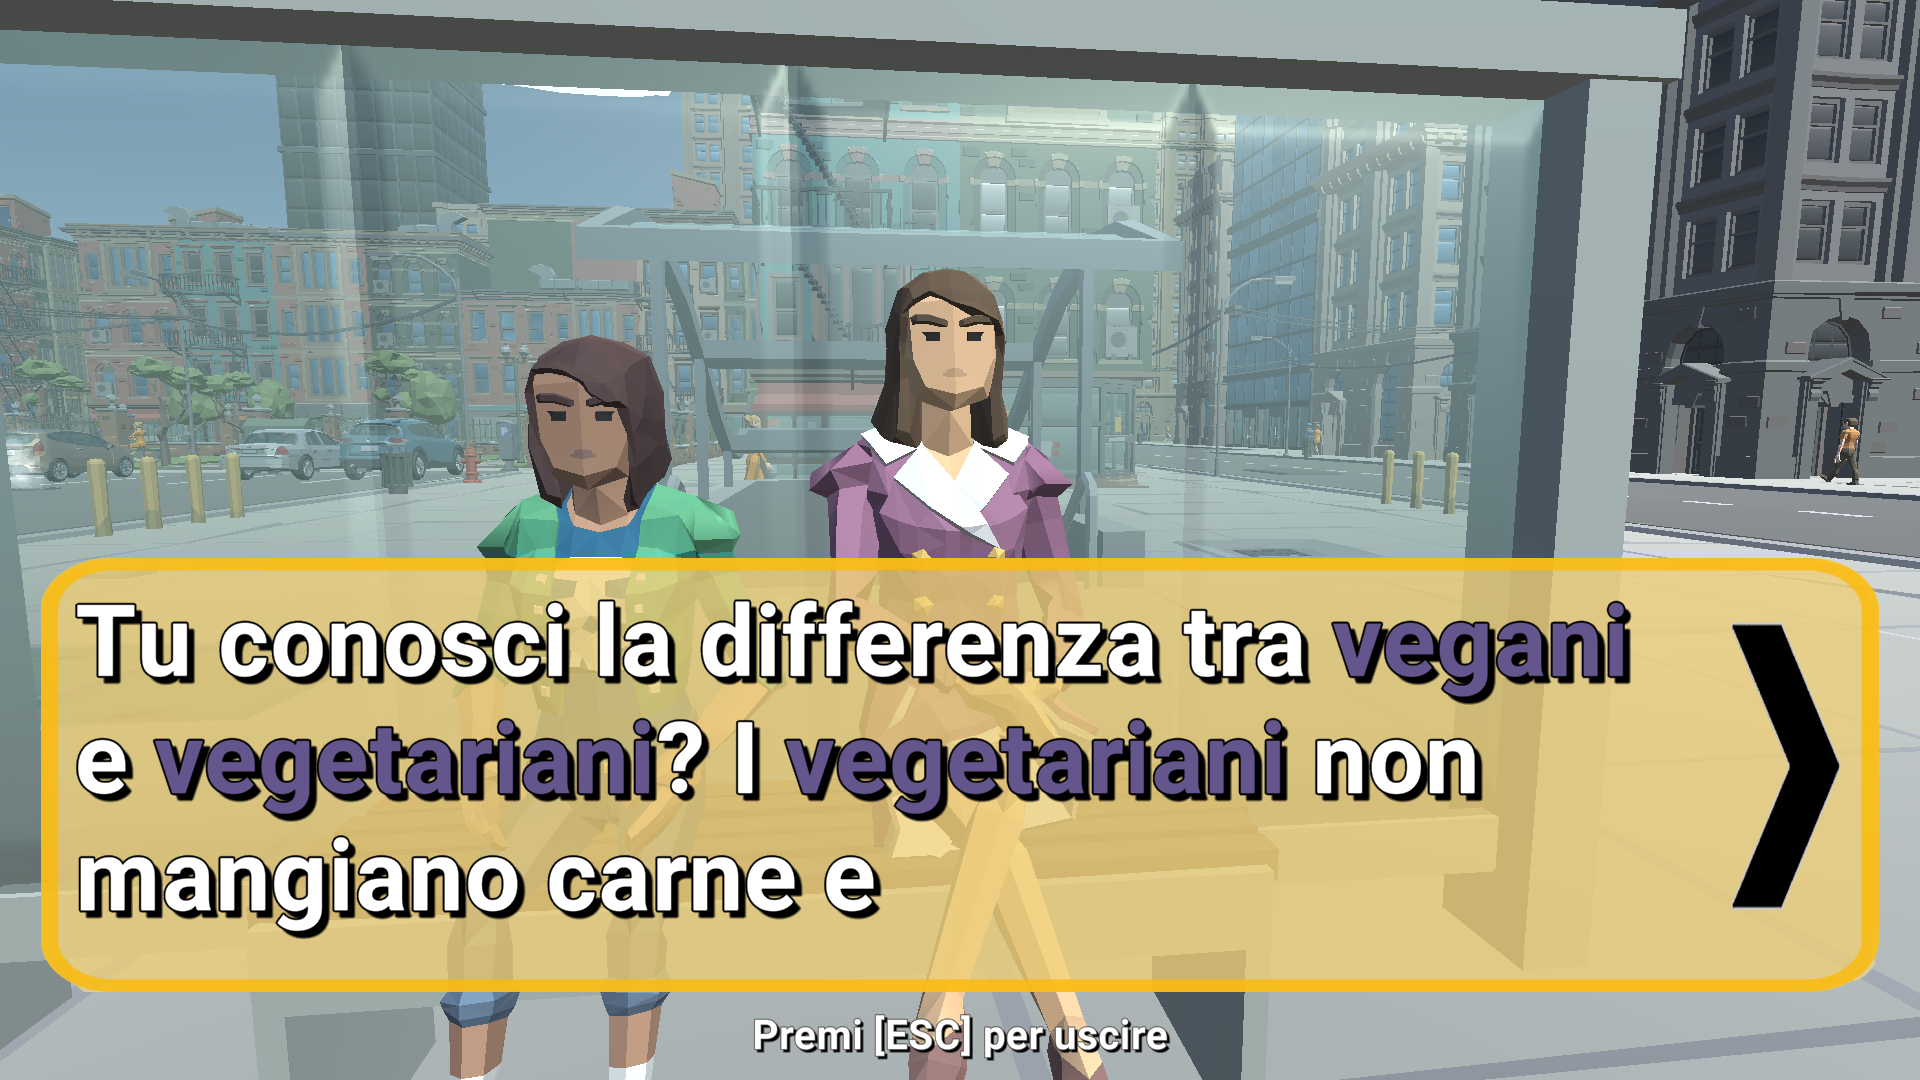 Tu conosci la differenza tra vegani
e vegetariani? I vegetariani non
mangiano carne e
Premi [ESC] per uscire